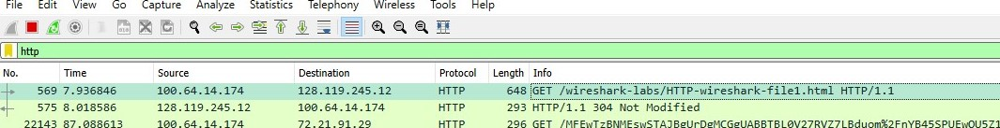 File Edit View Go Capture Analyze Statistics Telephony Wireless Tools Help
http
No. Time Source Destination Protocol Length Info
569 7.936846 100.64.14.174 128.119.245.12 HTTP 648 GET /wireshark-labs/HTTP-wireshark-file1.html HTTP/1.1
575 8.018586 128.119.245.12 100.64.14.174 HTTP 293 HTTP/1.1 304 Not Modified
22143 87.088613 100.64.14.174 72.21.91.29 HTTP 296 GET